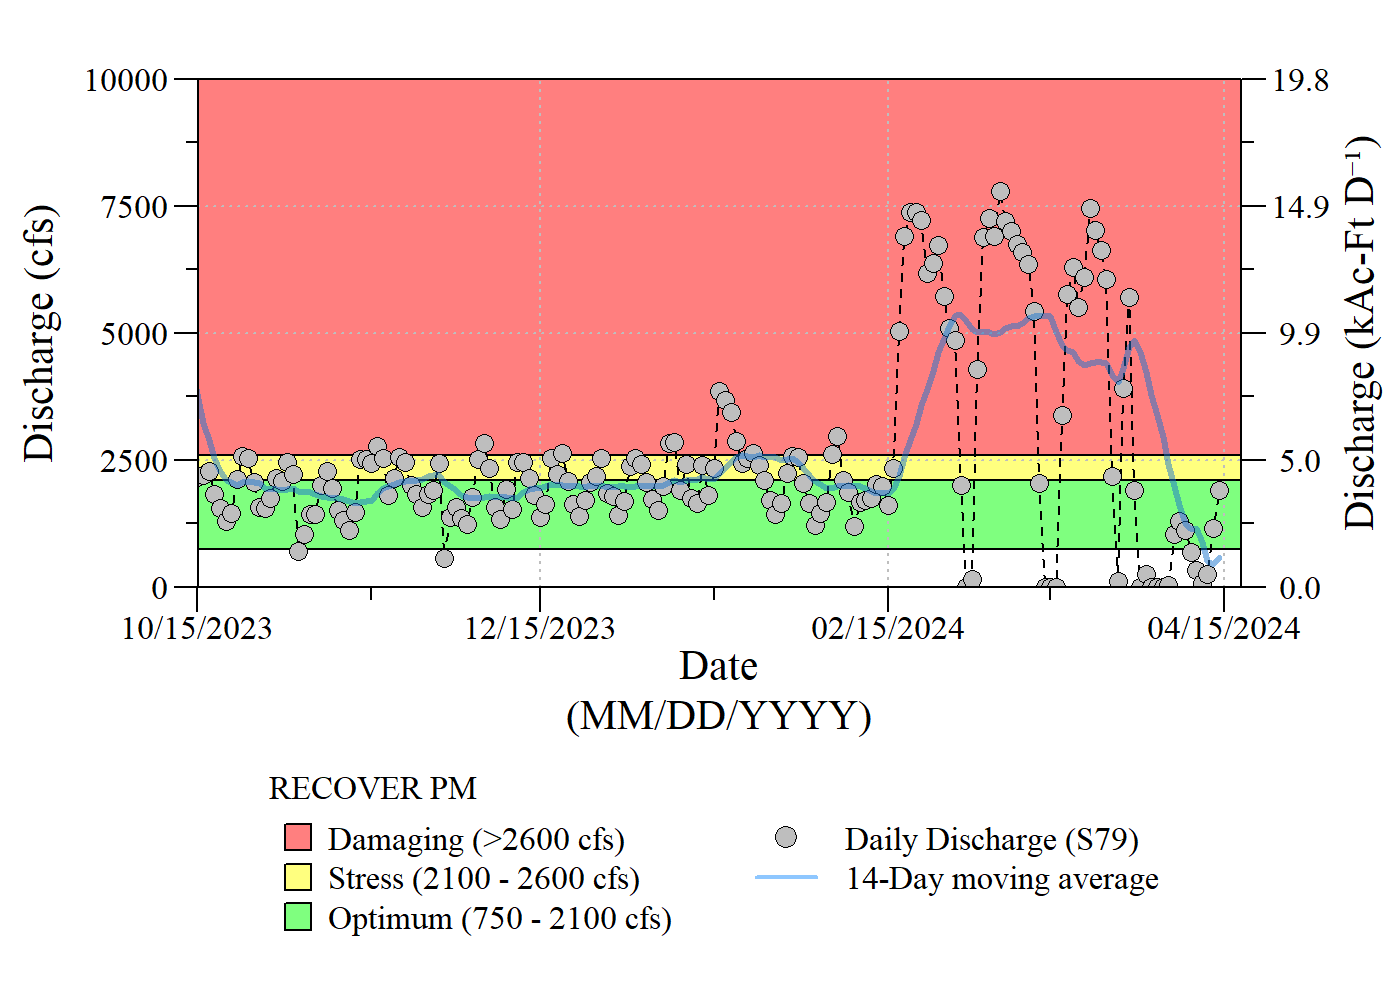 10000
7500
5000
2500
0
Discharge (cfs)
19.8
14.9
9.9
5.0
0.0
Discharge (kAc-Ft D⁻¹)
10/15/2023 12/15/2023 02/15/2024 04/15/2024
Date
(MM/DD/YYYY)
RECOVER PM
Damaging (>2600 cfs)
Stress (2100 - 2600 cfs)
Optimum (750 - 2100 cfs)
Daily Discharge (S79)
14-Day moving average